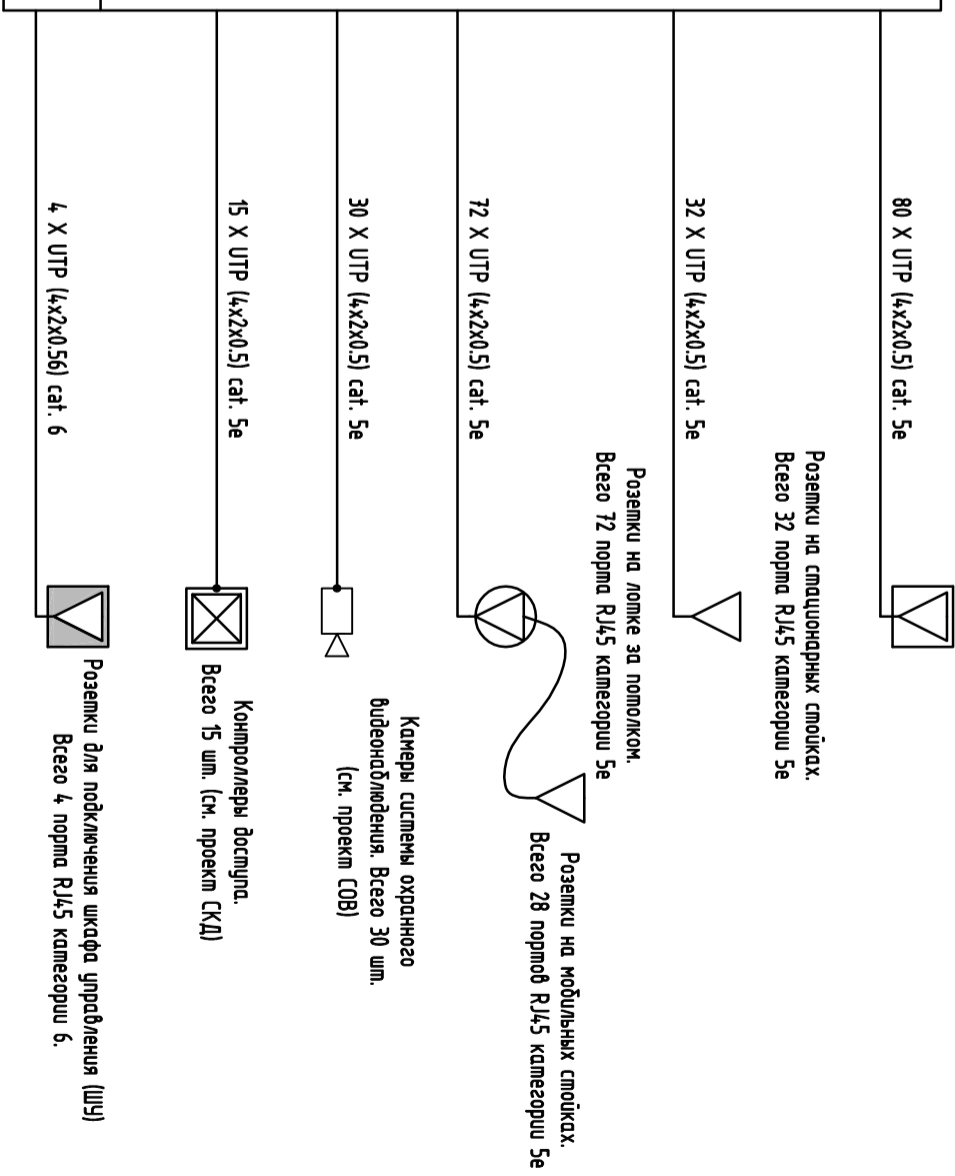 80 X UTP (4x2x0.5) cat. 5e
Розетки на стационарных стойках.
Всего 32 порта RJ45 категории 5е
32 X UTP (4x2x0.5) cat. 5e
Розетки на лотке за потолком.
Всего 72 порта RJ45 категории 5е
72 X UTP (4x2x0.5) cat. 5e
Розетки на мобильных стойках.
Всего 28 портов RJ45 категории 5е
30 X UTP (4x2x0.5) cat. 5e
Камеры системы охранного
видеонаблюдения. Всего 30 шт.
(см. проект СОВ)
15 X UTP (4x2x0.5) cat. 5e
Контроллеры доступа.
Всего 15 шт. (см. проект СКД)
4 X UTP (4x2x0.56) cat. 6
Розетки для подключения шкафа управления (ШУ)
Всего 4 порта RJ45 категории 6.